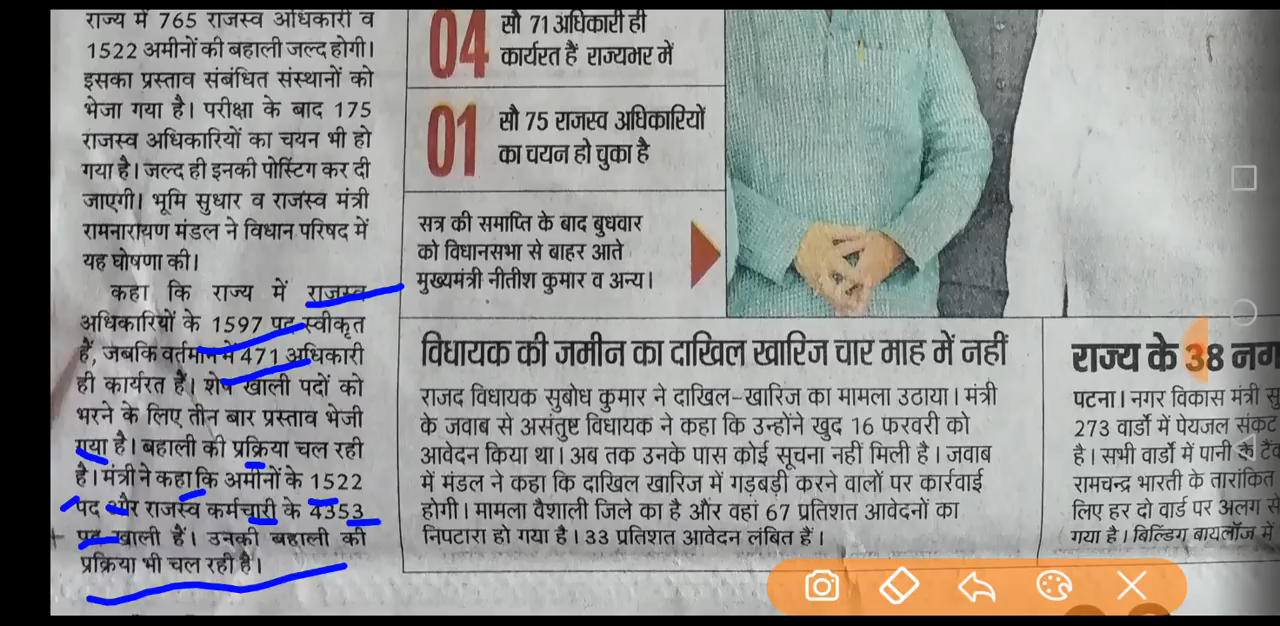 राज्य में 765 राजस्व अधिकारी व
1522 अमीनों की बहाली जल्द होगी।
इसका प्रस्ताव संबंधित संस्थानों को
भेजा गया है। परीक्षा के बाद 175
राजस्व अधिकारियों का चयन भी हो
गया है। जल्द ही इनकी पोस्टिंग कर दी
जाएगी। भूमि सुधार व राजस्व मंत्री
रामनारायण मंडल ने विधान परिषद में
यह घोषणा की।
कहा कि राज्य में राजस्व
अधिकारियों के 1597 पद स्वीकृत
हैं, जबकि वर्तमान में 471 अधिकारी
ही कार्यरत हैं। शेष खाली पदों को
भरने के लिए तीन बार प्रस्ताव भेजी
गया है। बहाली की प्रक्रिया चल रही
है। मंत्री ने कहा कि अमीनों के 1522
पद और राजस्व कर्मचारी के 4353
पद खाली हैं। उनकी बहाली की
प्रक्रिया भी चल रही है।
04 सौ 71 अधिकारी ही
कार्यरत हैं राज्यभर में
01 सौ 75 राजस्व अधिकारियों
का चयन हो चुका है
सत्र की समाप्ति के बाद बुधवार
को विधानसभा से बाहर आते
मुख्यमंत्री नीतीश कुमार व अन्य।
विधायक की जमीन का दाखिल खारिज चार माह में नहीं
राजद विधायक सुबोध कुमार ने दाखिल-खारिज का मामला उठाया। मंत्री
के जवाब से असंतुष्ट विधायक ने कहा कि उन्होंने खुद 16 फरवरी को
आवेदन किया था। अब तक उनके पास कोई सूचना नहीं मिली है। जवाब
में मंडल ने कहा कि दाखिल खारिज में गड़बड़ी करने वालों पर कार्रवाई
होगी। मामला वैशाली जिले का है और वहां 67 प्रतिशत आवेदनों का
निपटारा हो गया है। 33 प्रतिशत आवेदन लंबित हैं।
राज्य के 38 नग
पटना। नगर विकास मंत्री सु
273 वार्डों में पेयजल संकट
है। सभी वार्डों में पानी के टैं
रामचन्द्र भारती के तारांकित
लिए हर दो वार्ड पर अलग से
गया है। बिल्डिंग बायलॉज में